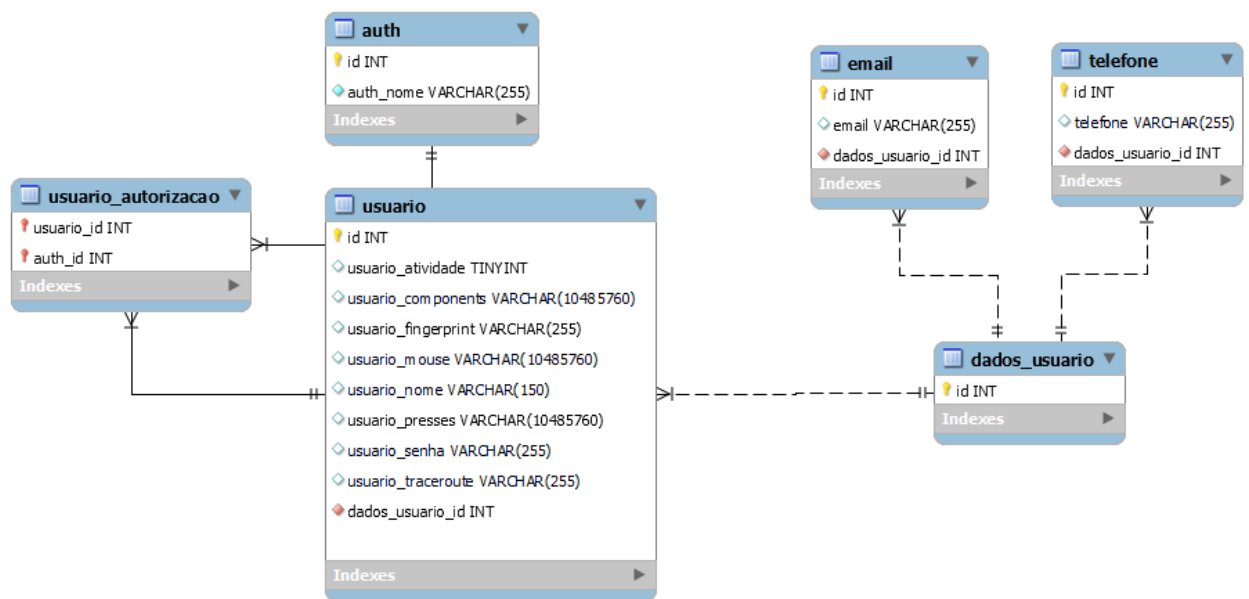 auth
id INT
auth_nome VARCHAR(255)
Indexes
email
id INT
email VARCHAR(255)
dados_usuario_id INT
Indexes
telefone
id INT
telefone VARCHAR(255)
dados_usuario_id INT
Indexes
usuario_autorizacao
usuario_id INT
auth_id INT
Indexes
usuario
id INT
usuario_atividade TINYINT
usuario_components VARCHAR(10485760)
usuario_fingerprint VARCHAR(255)
usuario_mouse VARCHAR(10485760)
usuario_nome VARCHAR(150)
usuario_presses VARCHAR(10485760)
usuario_senha VARCHAR(255)
usuario_traceroute VARCHAR(255)
dados_usuario_id INT
Indexes
dados_usuario
id INT
Indexes